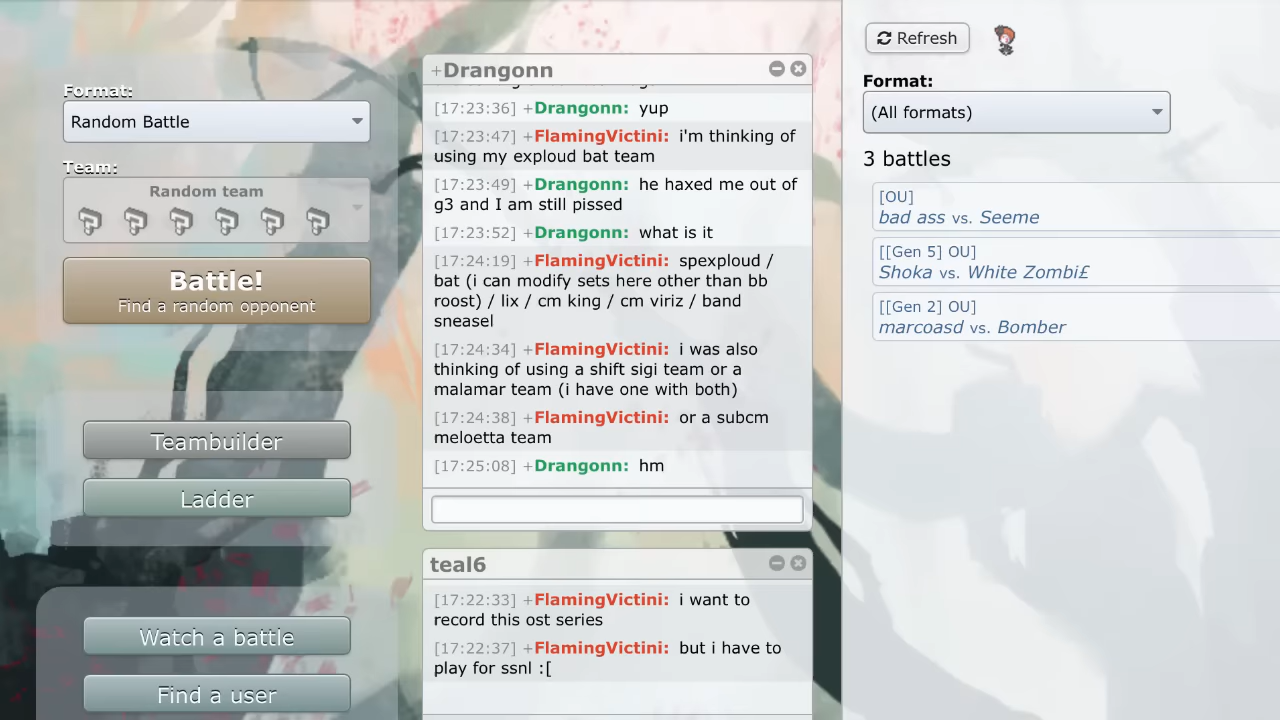 Format:
Random Battle
Team:
Random team
Battle!
Find a random opponent
Teambuilder
Ladder
Watch a battle
Find a user
+Drangonn
[17:23:36] +Drangonn: yup
[17:23:47] +FlamingVictini: i'm thinking of
using my exploud bat team
[17:23:49] +Drangonn: he haxed me out of
g3 and I am still pissed
[17:23:52] +Drangonn: what is it
[17:24:19] +FlamingVictini: spexploud /
bat (i can modify sets here other than bb
roost) / lix / cm king / cm viriz / band
sneasel
[17:24:34] +FlamingVictini: i was also
thinking of using a shift sigi team or a
malamar team (i have one with both)
[17:24:38] +FlamingVictini: or a subcm
meloetta team
[17:25:08] +Drangonn: hm
teal6
[17:22:33] +FlamingVictini: i want to
record this ost series
[17:22:37] +FlamingVictini: but i have to
play for ssnl :[
Refresh
Format:
(All formats)
3 battles
[OU]
bad ass vs. Seeme
[[Gen 5] OU]
Shoka vs. White Zombi£
[[Gen 2] OU]
marcoasd vs. Bomber